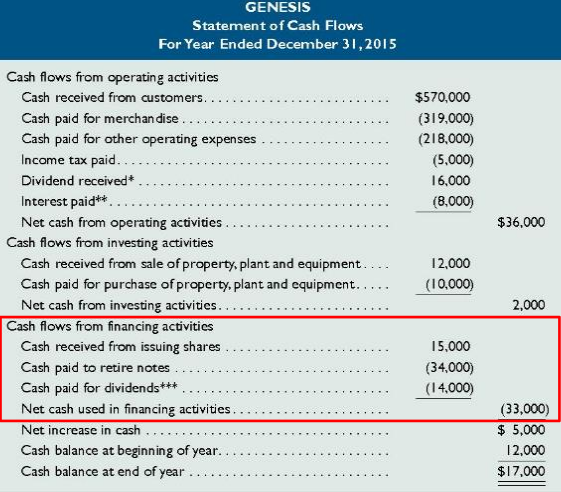 GENESIS
Statement of Cash Flows
For Year Ended December 31, 2015
Cash flows from operating activities
Cash received from customers. . . . . . . . . . . . . . . . . . . . . . . . . . $570,000
Cash paid for merchandise . . . . . . . . . . . . . . . . . . . . . . . . . . . . (319,000)
Cash paid for other operating expenses . . . . . . . . . . . . . . . . . . (218,000)
Income tax paid. . . . . . . . . . . . . . . . . . . . . . . . . . . . . . . . . . . . (5,000)
Dividend received* . . . . . . . . . . . . . . . . . . . . . . . . . . . . . . . . . 16,000
Interest paid**. . . . . . . . . . . . . . . . . . . . . . . . . . . . . . . . . . . . . (8,000)
Net cash from operating activities . . . . . . . . . . . . . . . . . . . . . . $36,000
Cash flows from investing activities
Cash received from sale of property, plant and equipment. . . . 12,000
Cash paid for purchase of property, plant and equipment. . . . . (10,000)
Net cash from investing activities. . . . . . . . . . . . . . . . . . . . . . . 2,000
Cash flows from financing activities
Cash received from issuing shares . . . . . . . . . . . . . . . . . . . . . . 15,000
Cash paid to retire notes . . . . . . . . . . . . . . . . . . . . . . . . . . . . (34,000)
Cash paid for dividends*** . . . . . . . . . . . . . . . . . . . . . . . . . . . (14,000)
Net cash used in financing activities. . . . . . . . . . . . . . . . . . . . . (33,000)
Net increase in cash . . . . . . . . . . . . . . . . . . . . . . . . . . . . . . . . $ 5,000
Cash balance at beginning of year. . . . . . . . . . . . . . . . . . . . . . . 12,000
Cash balance at end of year . . . . . . . . . . . . . . . . . . . . . . . . . . $17,000